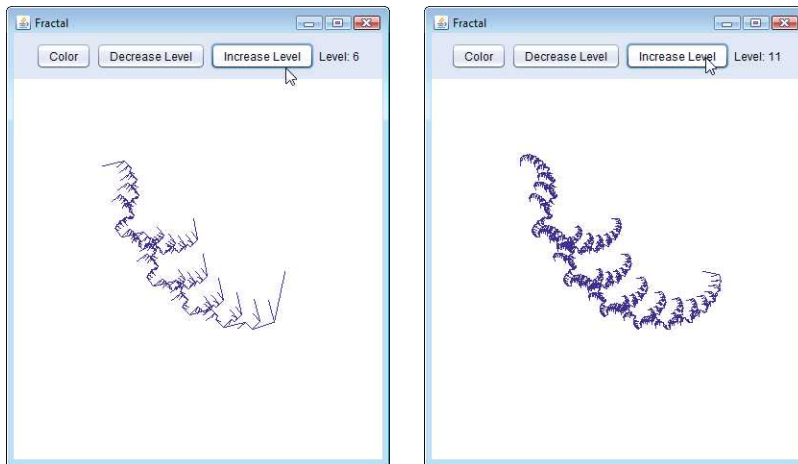 Fractal
Color Decrease Level Increase Level Level: 6
Fractal
Color Decrease Level Increase Level Level: 11